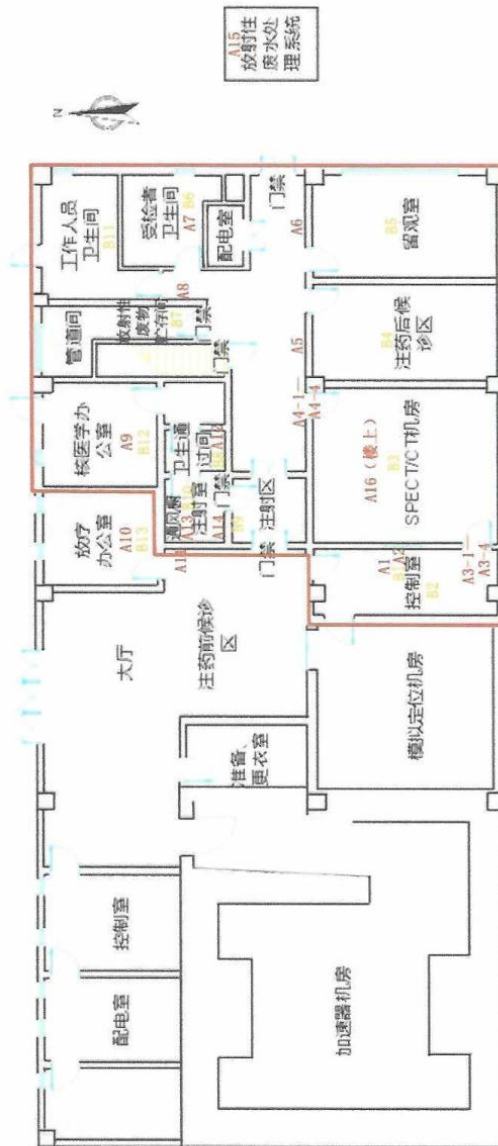 A15
放射性
废水处
理系统
N
工作人员
卫生间
B11
受检者
卫生间
A7
B6
配电室
门禁
A6
留观室
B5
管道间
放射性
废物
贮存间
B7
A8
门禁
门禁
A5
注药后候
诊区
B4
核医学办
公室
A9
B12
卫生通
过间
A4-1
A4-4
A16(楼上)
SPECT/CT机房
B3
放疗
办公室
A10
B13
通风橱
注射室
A13
A14
门禁
注射区
门禁
A1
A2
控制室
B2
A3-1
A3-4
大厅
注药前候诊
区
准备、
更衣室
模拟定位机房
控制室
配电室
加速器机房